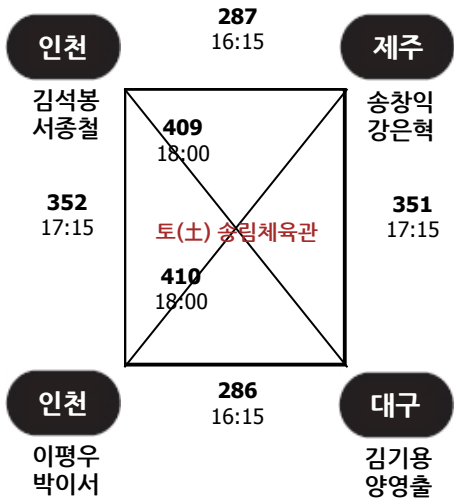 287
16:15
인천
제주
김석봉
서종철
송창익
강은혁
409
18:00
352
17:15
351
17:15
토(土) 송림체육관
410
18:00
286
16:15
인천
대구
이평우
박이서
김기용
양영출